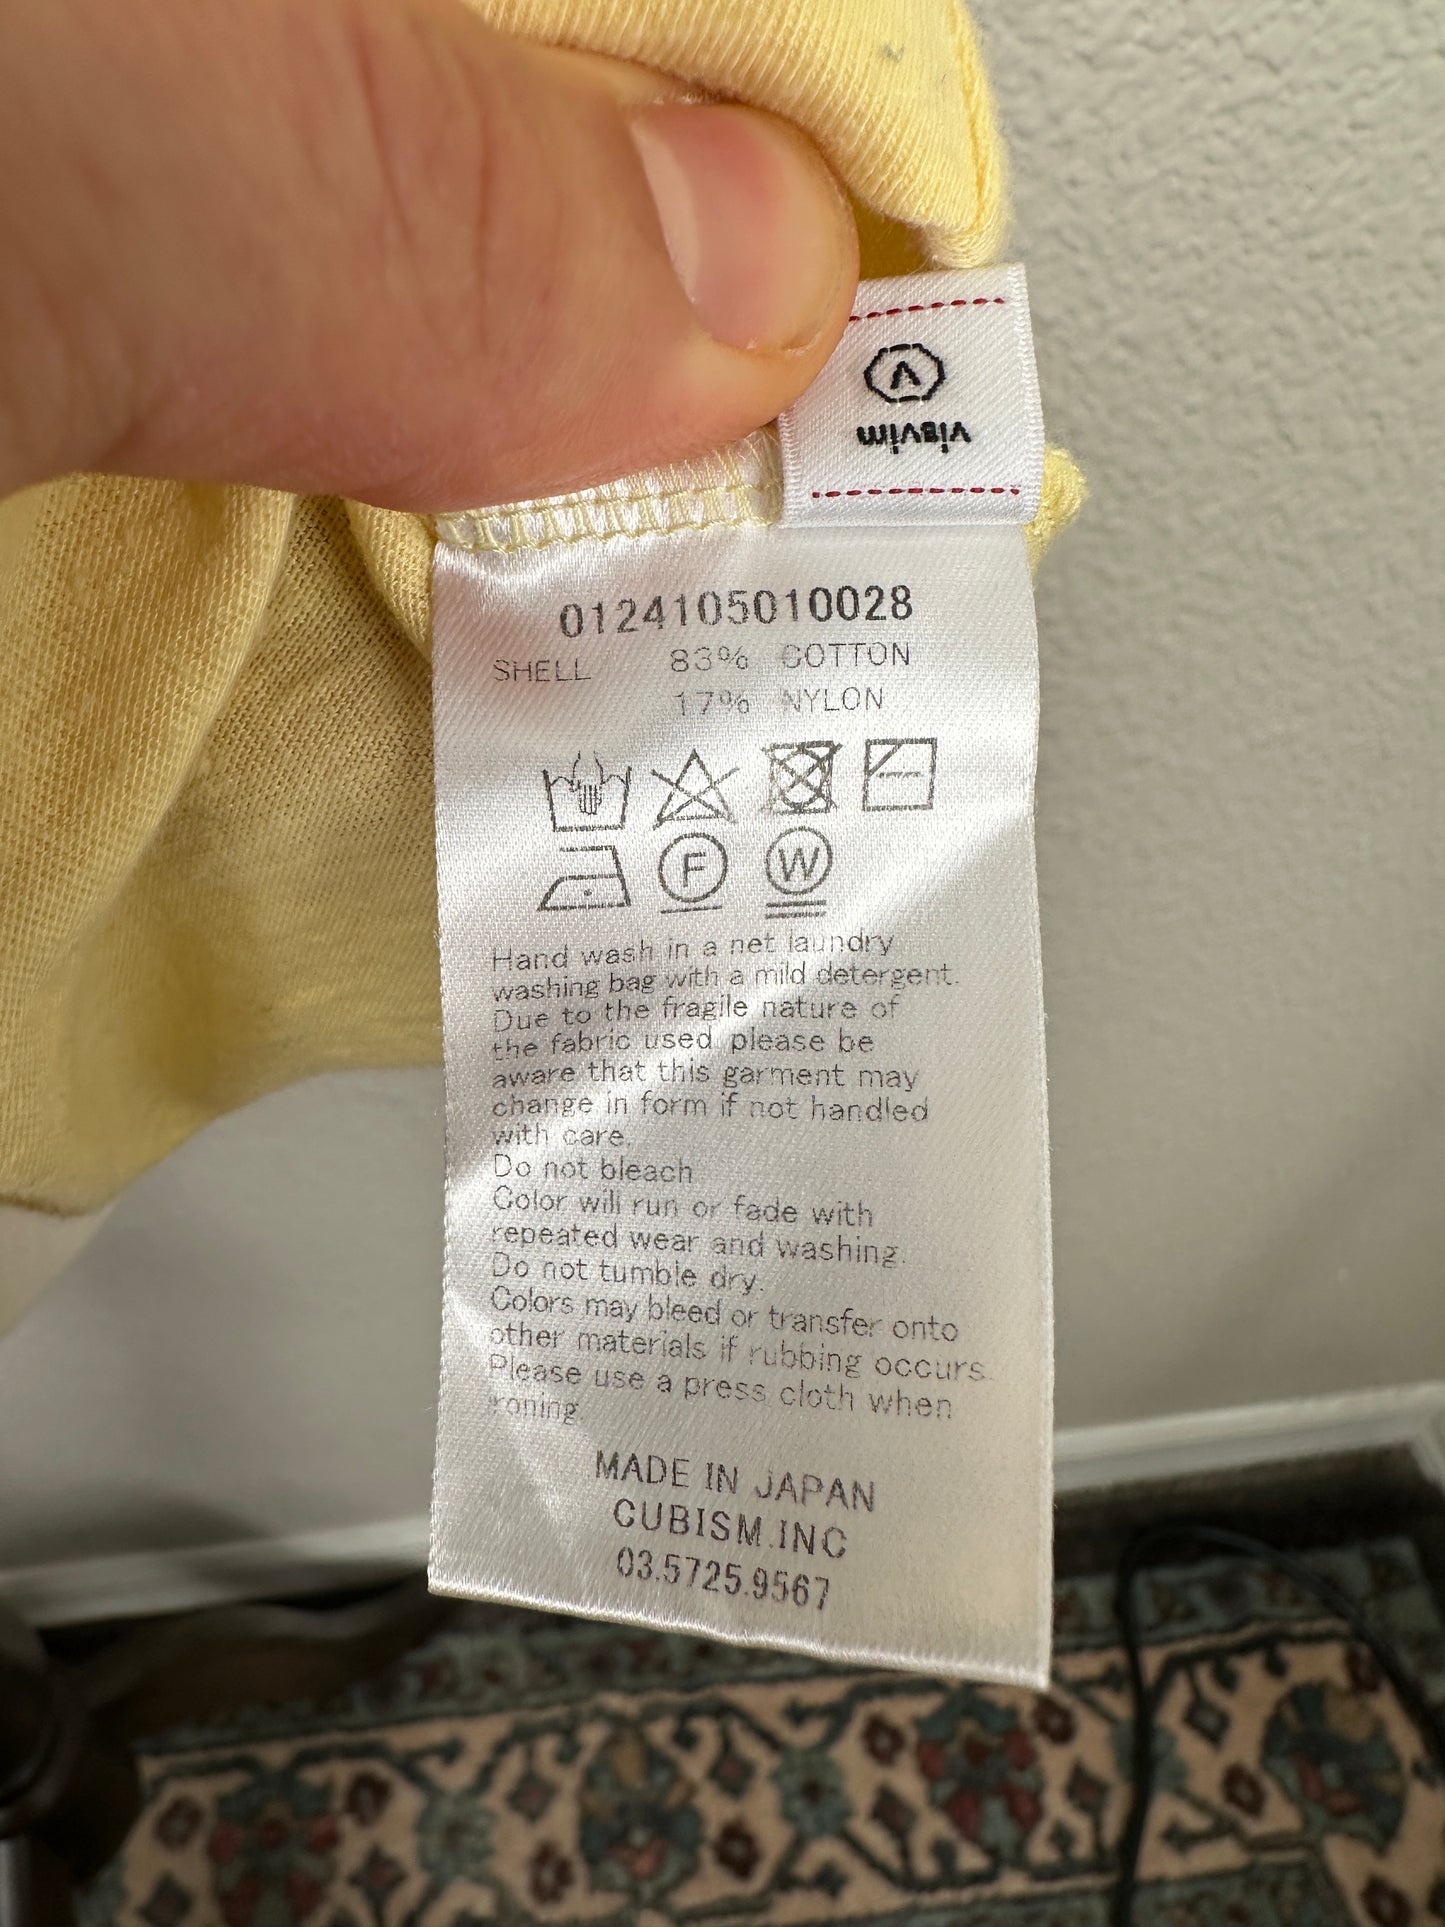 visvim
0124105010028
SHELL 83% COTTON
17% NYLON
F W
Hand wash in a net laundry
washing bag with a mild detergent.
Due to the fragile nature of
the fabric used please be
aware that this garment may
change in form if not handled
with care.
Do not bleach
Color will run or fade with
repeated wear and washing.
Do not tumble dry.
Colors may bleed or transfer onto
other materials if rubbing occurs.
Please use a press cloth when
ironing.
MADE IN JAPAN
CUBISM.INC
03.5725.9567